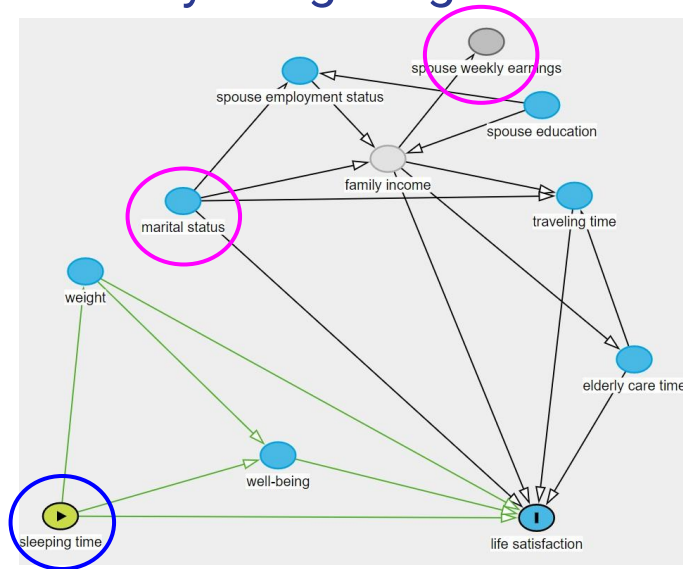 spouse weekly earnings
spouse employment status
spouse education
family income
marital status
traveling time
weight
elderly care time
well-being
sleeping time
life satisfaction